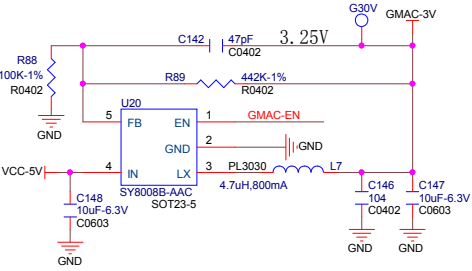 G30V
GMAC-3V
C142
47pF
3.25V
C0402
R88
100K-1%
R0402
R89
442K-1%
R0402
GND
U20
5
FB
EN
1
GMAC-EN
GND
2
GND
VCC-5V
4
IN
LX
3
PL3030
L7
SY8008B-AAC
SOT23-5
4.7uH,800mA
C148
10uF-6.3V
C0603
C146
104
C0402
C147
10uF-6.3V
C0603
GND
GND
GND